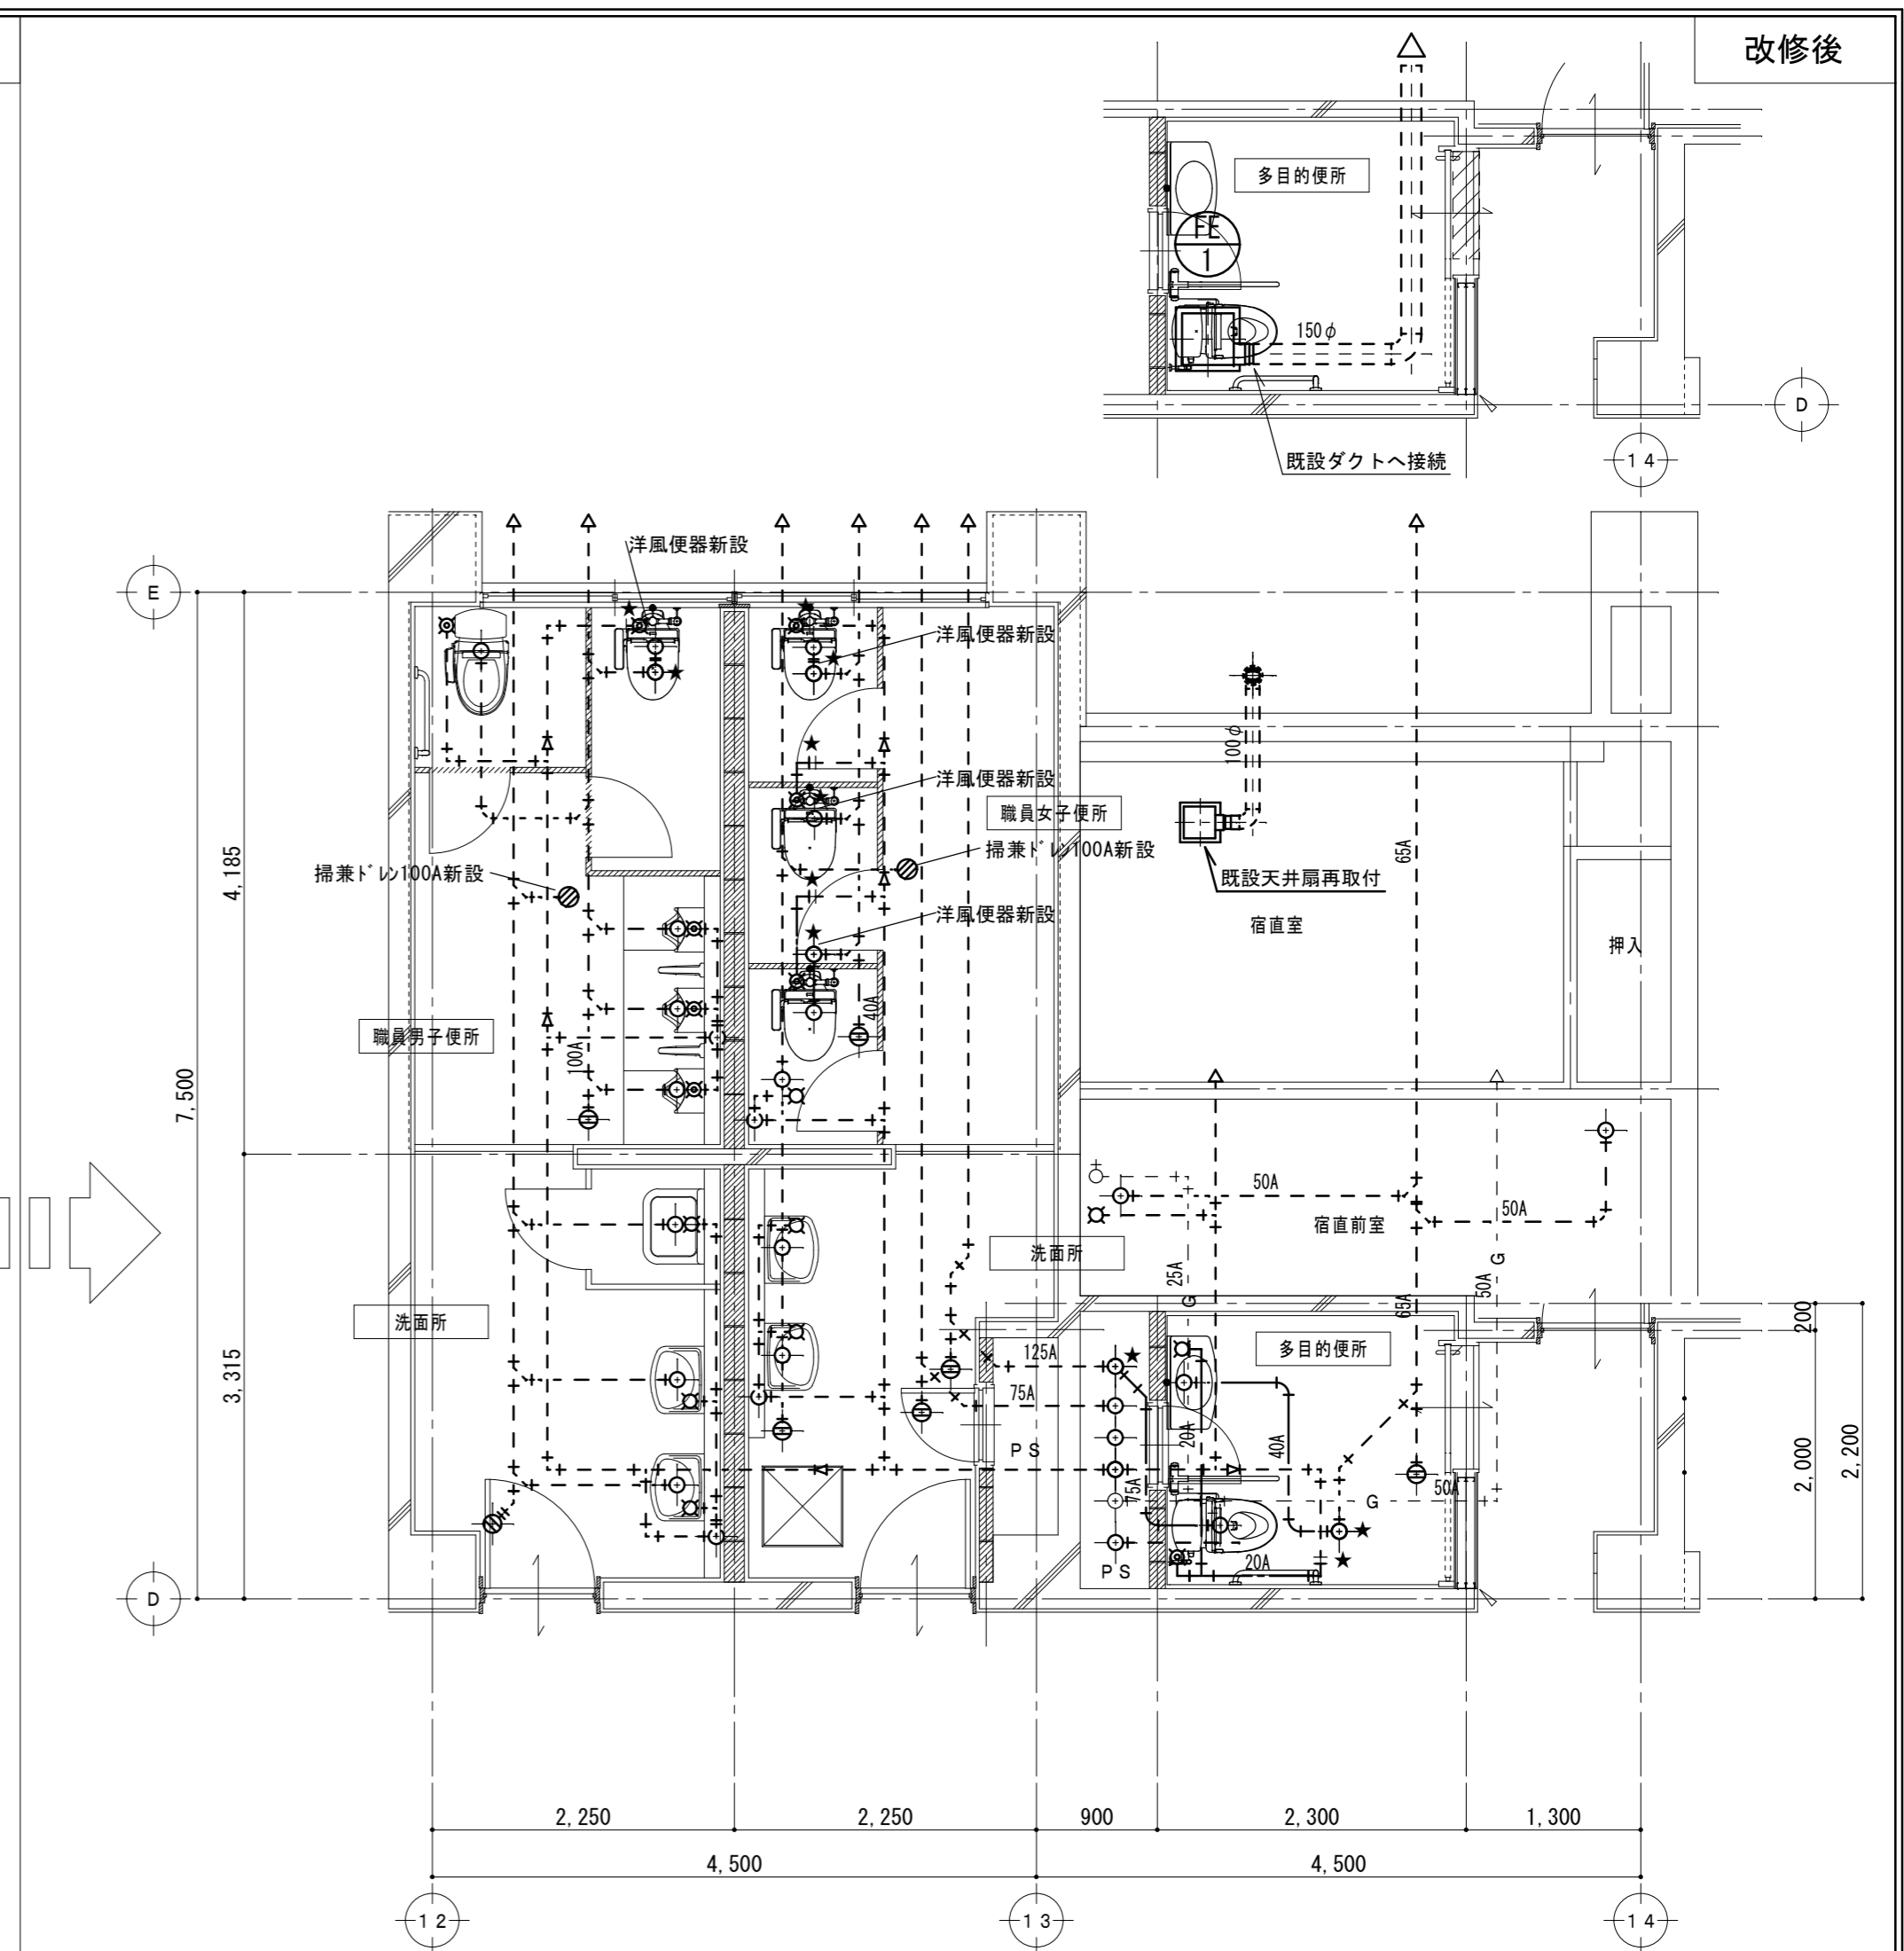 改修後
多目的便所
FE
1
150φ
D
既設ダクトへ接続
14
洋風便器新設
E
洋風便器新設
100φ
洋風便器新設
職員女子便所
掃兼ドレン100A新設
65A
4,185
掃兼ドレン100A新設
既設天井扇再取付
洋風便器新設
宿直室
押入
40A
職員男子便所
100A
7,500
50A
50A
宿直前室
洗面所
G
25A
50A
G
65A
洗面所
200
多目的便所
125A
3,315
75A
20A
40A
PS
2,000
2,200
75A
50A
G
20A
PS
D
2,250
2,250
900
2,300
1,300
4,500
4,500
12
13
14